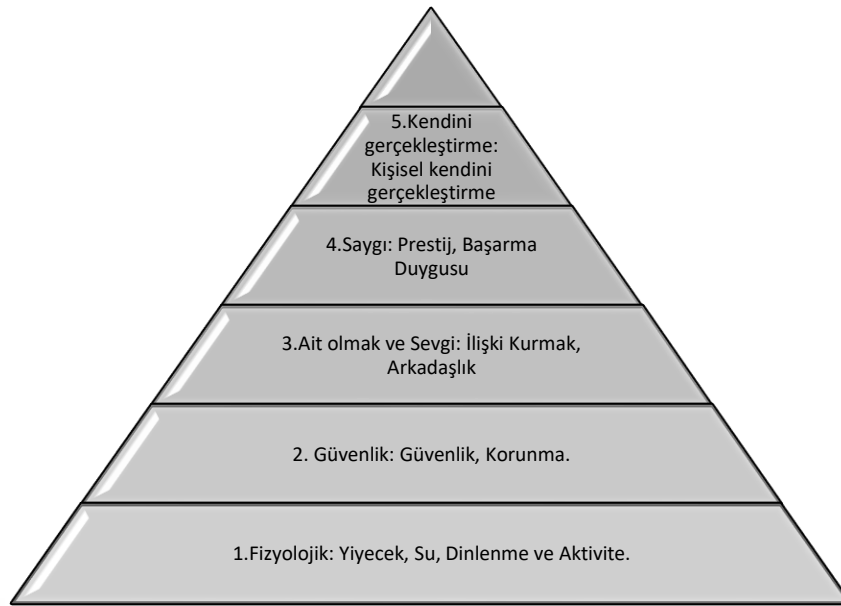 5.Kendini
gerçekleştirme:
Kişisel kendini
gerçekleştirme
4.Saygı: Prestij, Başarma
Duygusu
3.Ait olmak ve Sevgi: İlişki Kurmak,
Arkadaşlık
2. Güvenlik: Güvenlik, Korunma.
1.Fizyolojik: Yiyecek, Su, Dinlenme ve Aktivite.